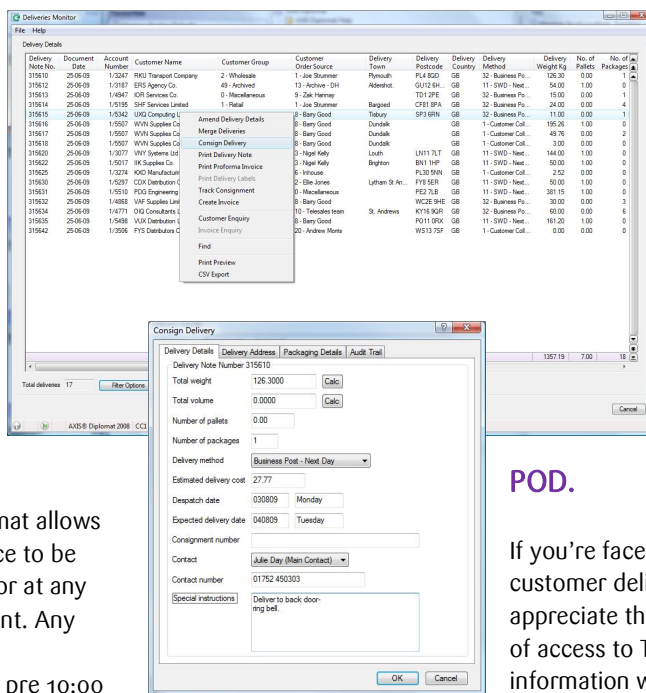 Deliveries Monitor
File Help
Delivery Details
Delivery Note No. Document Date Account Number Customer Name Customer Group Customer Order Source Delivery Town Delivery Postcode Delivery Country Delivery Method Delivery Weight Kg No. of Pallets No. of Packages
315610 25-06-09 1/3247 RKU Transport Company 2 - Wholesale 1 - Joe Strummer Plymouth PL4 8QD GB 32 - Business Po... 126.30 0.00 1
315612 25-06-09 1/3187 ERS Agency Co. 49 - Archived 13 - Archive - DH Aldershot. GU12 6H... GB 11 - SWD - Next... 54.00 1.00 0
315613 25-06-09 1/4947 IOR Services Co. 0 - Miscellaneous 9 - Zak Hanney TD1 2PE GB 32 - Business Po... 15.00 0.00 1
315614 25-06-09 1/5195 SHF Services Limited 1 - Retail 1 - Joe Strummer Bargoed CF81 8PA GB 32 - Business Po... 24.00 0.00 4
315615 25-06-09 1/5342 UXQ Computing L 8 - Barry Good Tisbury SP3 6RN GB 32 - Business Po... 11.00 0.00 1
315616 25-06-09 1/5507 WVN Supplies Co 8 - Barry Good Dundalk GB 1 - Customer Coll... 195.26 1.00 0
315617 25-06-09 1/5507 WVN Supplies Co 8 - Barry Good Dundalk GB 1 - Customer Coll... 49.76 0.00 2
315618 25-06-09 1/5507 WVN Supplies Co 8 - Barry Good Dundalk GB 1 - Customer Coll... 3.00 0.00 0
315620 25-06-09 1/3077 VNY Systems Ltd 3 - Nigel Kelly Louth LN11 7LT GB 11 - SWD - Next... 144.00 1.00 0
315622 25-06-09 1/5017 IIK Supplies Co. 3 - Nigel Kelly Brighton BN1 1HP GB 11 - SWD - Next... 50.00 1.00 0
315625 25-06-09 1/3274 KXD Manufacturin 6 - Inhouse PL30 5NN GB 1 - Customer Coll... 2.52 0.00 0
315630 25-06-09 1/5297 CDX Distribution C 2 - Ellie Jones Lytham St. An... FY8 5ER GB 11 - SWD - Next... 50.00 1.00 0
315631 25-06-09 1/5510 PDG Engineering 0 - Miscellaneous PE2 7LB GB 11 - SWD - Next... 381.15 1.00 0
315632 25-06-09 1/4868 VAF Supplies Limi 8 - Barry Good WC2E 9HE GB 32 - Business Po... 30.00 0.00 3
315634 25-06-09 1/4771 OIQ Consultants L 10 - Telesales team St. Andrews KY16 9QR GB 32 - Business Po... 60.00 0.00 6
315635 25-06-09 1/5498 VUX Distribution L 8 - Barry Good PO11 0RX GB 11 - SWD - Next... 161.20 1.00 0
315642 25-06-09 1/3506 FYS Distributors C 20 - Andrew Morris WS13 7SF GB 1 - Customer Coll... 0.00 0.00 0
Amend Delivery Details
Merge Deliveries
Consign Delivery
Print Delivery Note
Print Proforma Invoice
Print Delivery Labels
Track Consignment
Create Invoice
Customer Enquiry
Invoice Enquiry
Find
Print Preview
CSV Export
1357.19 7.00 18
Total deliveries 17 Filter Options
Cancel
AXIS® Diplomat 2008 CC1
Consign Delivery
Delivery Details Delivery Address Packaging Details Audit Trail
Delivery Note Number 315610
Total weight 126.3000 Calc
Total volume 0.0000 Calc
Number of pallets 0.00
Number of packages 1
Delivery method Business Post - Next Day
Estimated delivery cost 27.77
Despatch date 030809 Monday
Expected delivery date 040809 Tuesday
Consignment number
Contact Julie Day (Main Contact)
Contact number 01752 450303
Special instructions Deliver to back door-
ring bell.
OK Cancel
mat allows
ce to be
or at any
nt. Any
pre 10:00
POD.
If you're face
customer deli
appreciate th
of access to T
information w